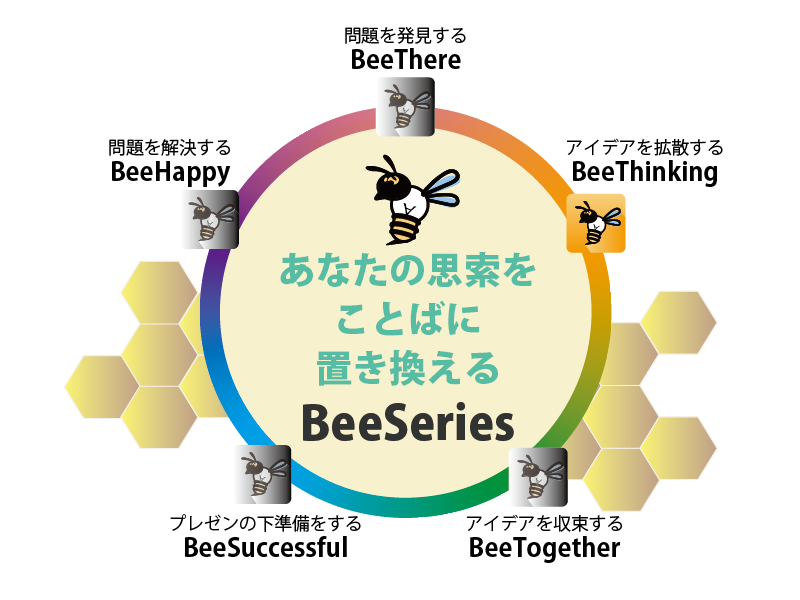 問題を発見する
BeeThere
問題を解決する
BeeHappy
アイデアを拡散する
BeeThinking
あなたの思索を
ことばに
置き換える
BeeSeries
プレゼンの下準備をする
BeeSuccessful
アイデアを収束する
BeeTogether